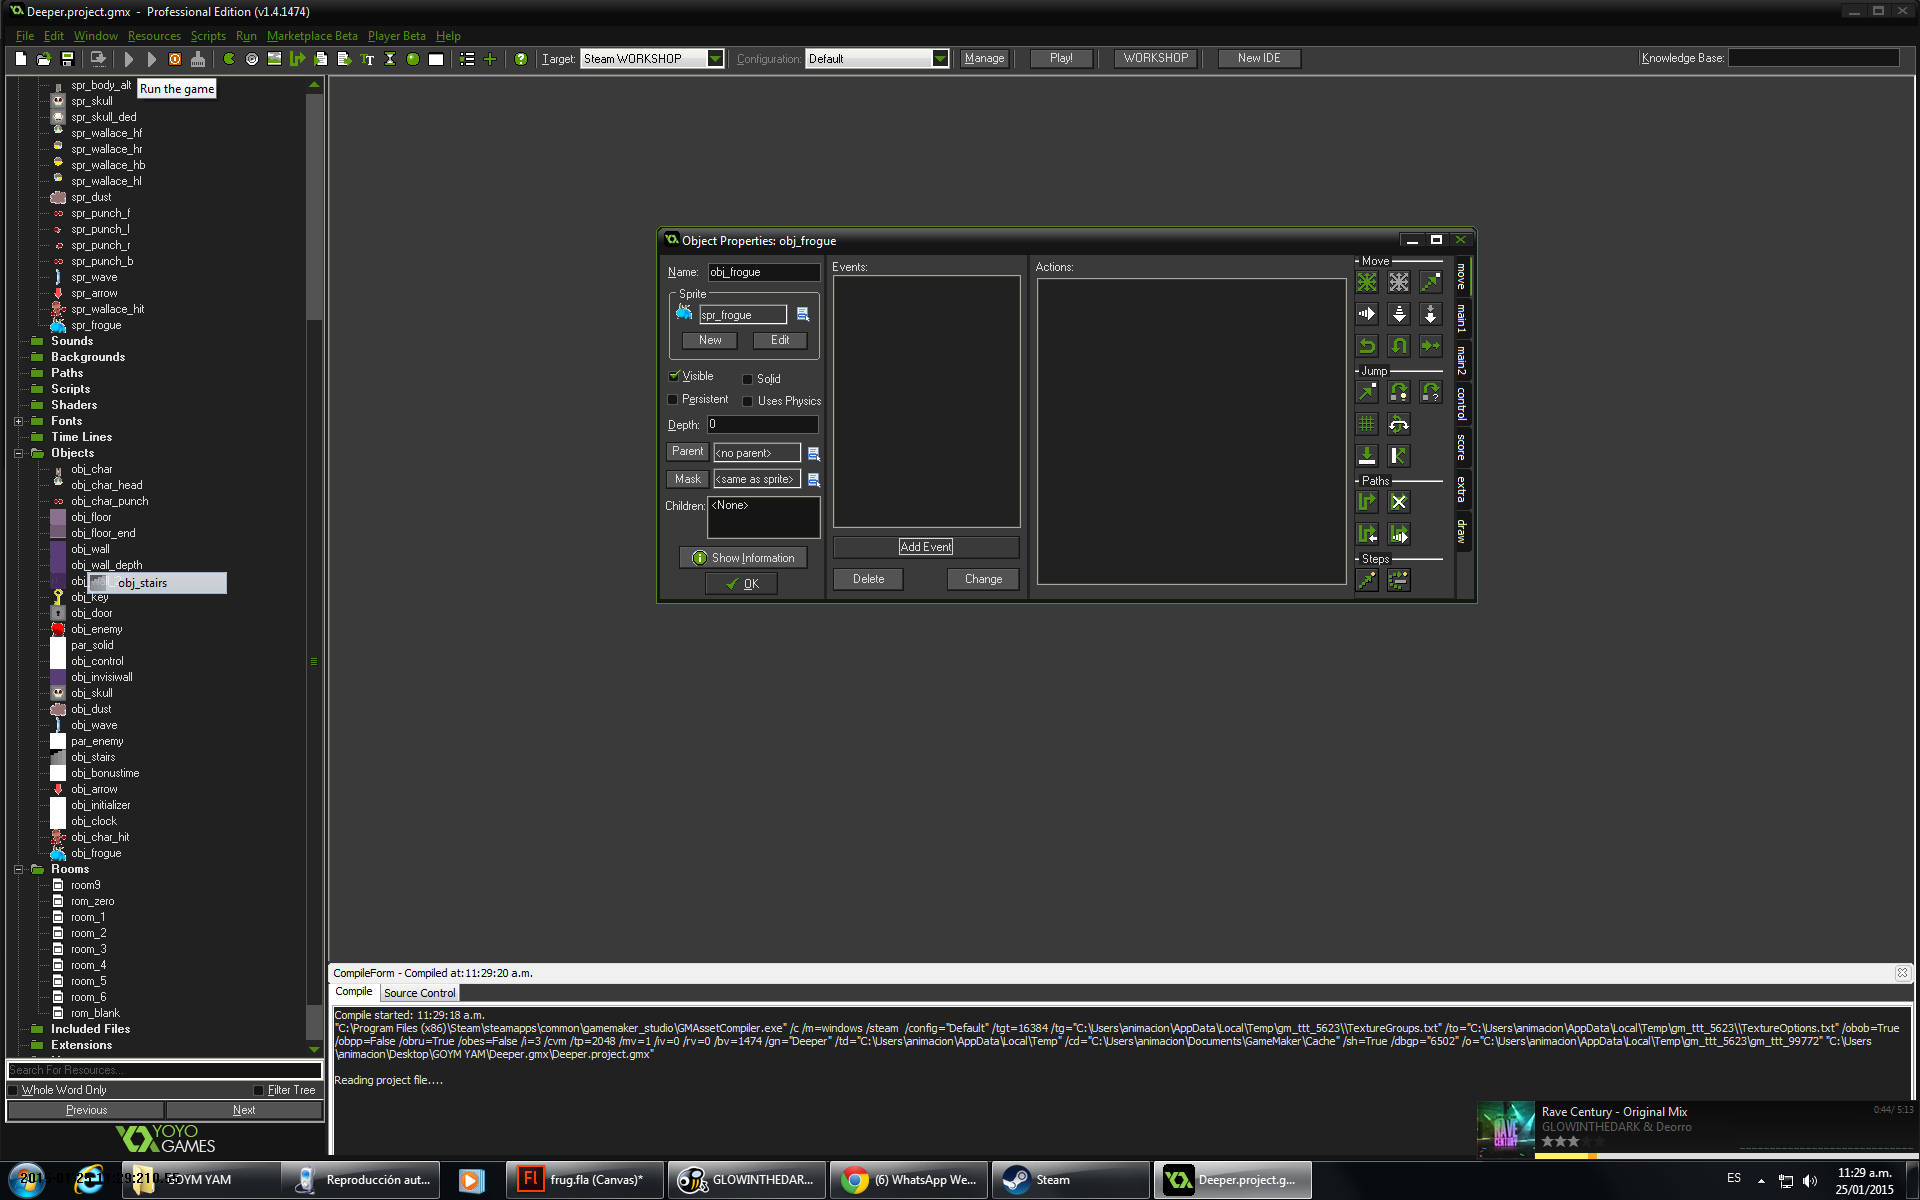 Deeper.project.gmx - Professional Edition (v1.4.1474)
File Edit Window Resources Scripts Run Marketplace Beta Player Beta Help
Target: Steam WORKSHOP Configuration: Default Manage Play! WORKSHOP New IDE Knowledge Base:
Run the game
spr_body_alt
spr_skull
spr_skull_ded
spr_wallace_hf
spr_wallace_hr
spr_wallace_hb
spr_wallace_hl
spr_dust
spr_punch_f
spr_punch_l
spr_punch_r
spr_punch_b
spr_wave
spr_arrow
spr_wallace_hit
spr_frogue
Sounds
Backgrounds
Paths
Scripts
Shaders
Fonts
Time Lines
Objects
obj_char
obj_char_head
obj_char_punch
obj_floor
obj_floor_end
obj_wall
obj_wall_depth
obj_stairs
obj_key
obj_door
obj_enemy
par_solid
obj_control
obj_invisiwall
obj_skull
obj_dust
obj_wave
par_enemy
obj_stairs
obj_bonustime
obj_arrow
obj_initializer
obj_clock
obj_char_hit
obj_frogue
Rooms
room9
rom_zero
room_1
room_2
room_3
room_4
room_5
room_6
rom_blank
Included Files
Extensions
Search For Resources...
Whole Word Only Filter Tree
Previous Next
YOYO
GAMES
Object Properties: obj_frogue
Name: obj_frogue
Sprite
spr_frogue
New Edit
Visible Solid
Persistent Uses Physics
Depth: 0
Parent <no parent>
Mask <same as sprite>
Children: <None>
Show Information
OK
Events:
Add Event
Delete Change
Actions:
Move
Jump
Paths
Steps
move
main1
main2
control
score
extra
draw
CompileForm - Compiled at:11:29:20 a.m.
Compile Source Control
Compile started: 11:29:18 a.m.
"C:\Program Files (x86)\Steam\steamapps\common\gamemaker_studio\GMAssetCompiler.exe" /c /m=windows /steam /config="Default" /tgt=16384 /tg="C:\Users\animacion\AppData\Local\Temp\gm_ttt_5623\\TextureGroups.txt" /to="C:\Users\animacion\AppData\Local\Temp\gm_ttt_5623\\TextureOptions.txt" /obob=True
/obpp=False /obru=True /obes=False /i=3 /cvm /tp=2048 /mv=1 /iv=0 /rv=0 /bv=1474 /gn="Deeper" /td="C:\Users\animacion\AppData\Local\Temp" /cd="C:\Users\animacion\Documents\GameMaker\Cache" /sh=True /dbgp="6502" /o="C:\Users\animacion\AppData\Local\Temp\gm_ttt_5623\gm_ttt_99772" "C:\Users
\animacion\Desktop\GOYM YAM\Deeper.gmx\Deeper.project.gmx"
Reading project file....
RAVE CENTURY
Rave Century - Original Mix 0:44/ 5:13
GLOWINTHEDARK & Deorro
GOYM YAM Reproducción aut... frug.fla (Canvas)* GLOWINTHEDAR... (6) WhatsApp We... Steam Deeper.project.g...
ES 11:29 a.m.
25/01/2015